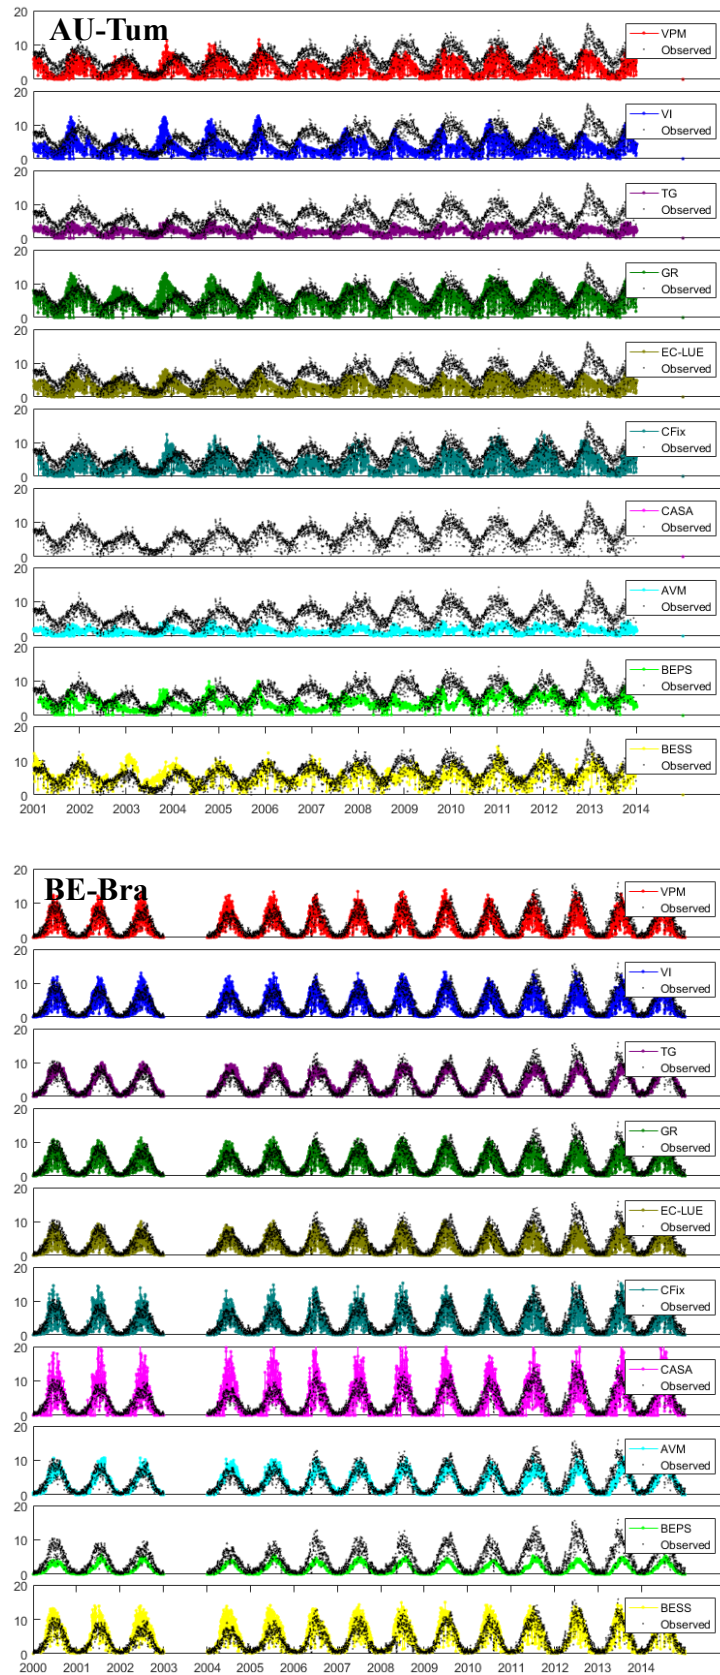 AU-Tum
20
10
0
VPM
Observed
20
10
0
VI
Observed
20
10
0
TG
Observed
20
10
0
GR
Observed
20
10
0
EC-LUE
Observed
20
10
0
CFix
Observed
20
10
0
CASA
Observed
20
10
0
AVM
Observed
20
10
0
BEPS
Observed
20
10
0
BESS
Observed
2001 2002 2003 2004 2005 2006 2007 2008 2009 2010 2011 2012 2013 2014
BE-Bra
20
10
0
VPM
Observed
20
10
0
VI
Observed
20
10
0
TG
Observed
20
10
0
GR
Observed
20
10
0
EC-LUE
Observed
20
10
0
CFix
Observed
20
10
0
CASA
Observed
20
10
0
AVM
Observed
20
10
0
BEPS
Observed
20
10
0
BESS
Observed
2000 2001 2002 2003 2004 2005 2006 2007 2008 2009 2010 2011 2012 2013 2014